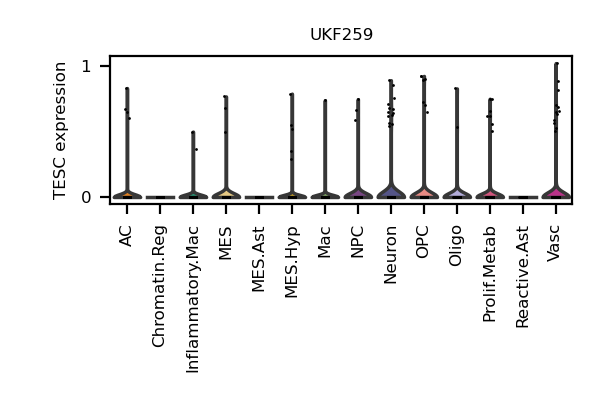 UKF259
TESC expression
1
0
AC
Chromatin.Reg
Inflammatory.Mac
MES
MES.Ast
MES.Hyp
Mac
NPC
Neuron
OPC
Oligo
Prolif.Metab
Reactive.Ast
Vasc